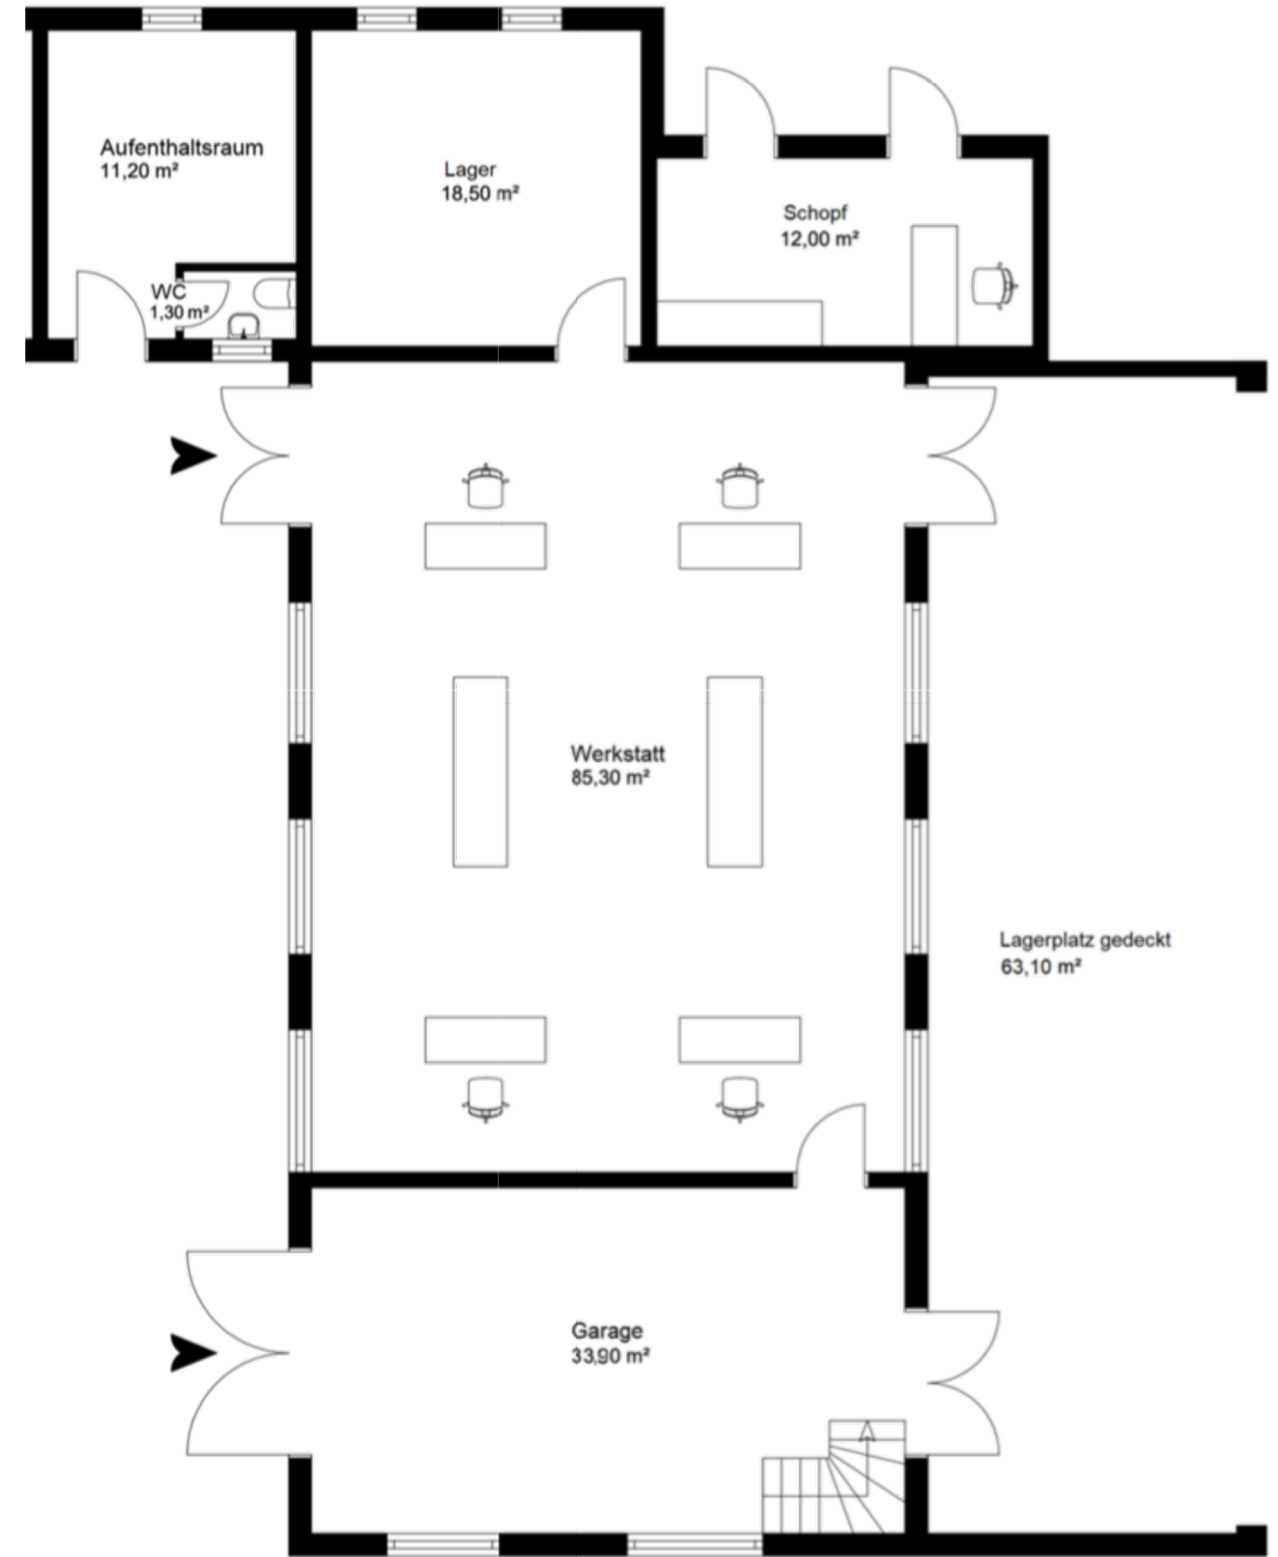 Aufenthaltsraum
11,20 m²
Lager
18,50 m²
Schopf
12,00 m²
WC
1,30 m²
Werkstatt
85,30 m²
Lagerplatz gedeckt
63,10 m²
Garage
33,90 m²